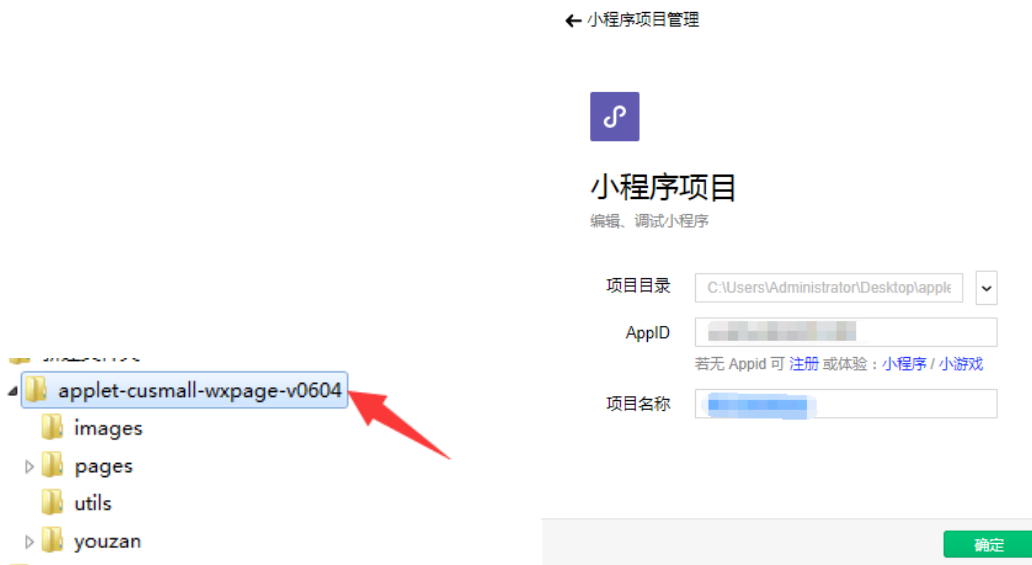 小程序项目管理
小程序项目
编辑、调试小程序
项目目录 C:\Users\Administrator\Desktop\apple
AppID
若无 Appid 可 注册 或体验：小程序 / 小游戏
项目名称
确定
applet-cusmall-wxpage-v0604
images
pages
utils
youzan